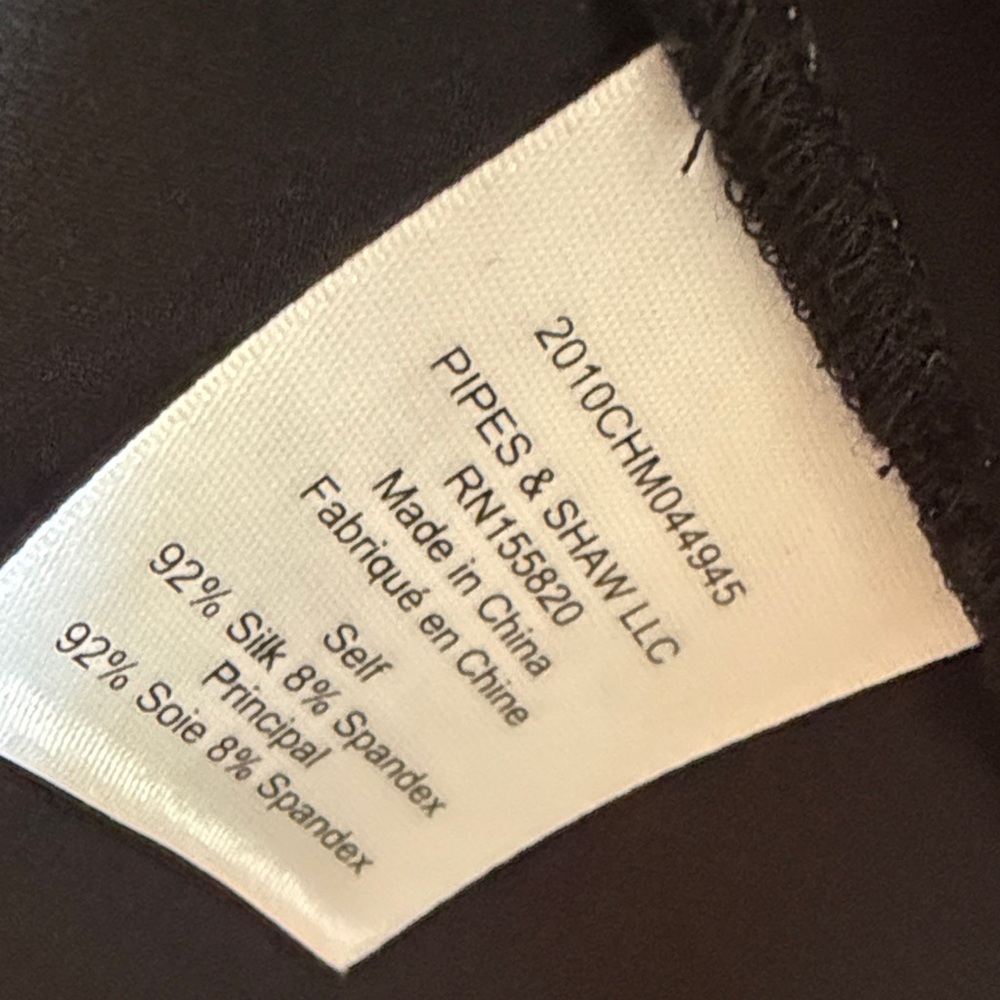 2010CHM044945
PIPES & SHAW LLC
RN155820
Made in China
Fabriqué en Chine
Self
92% Silk 8% Spandex
Principal
92% Soie 8% Spandex